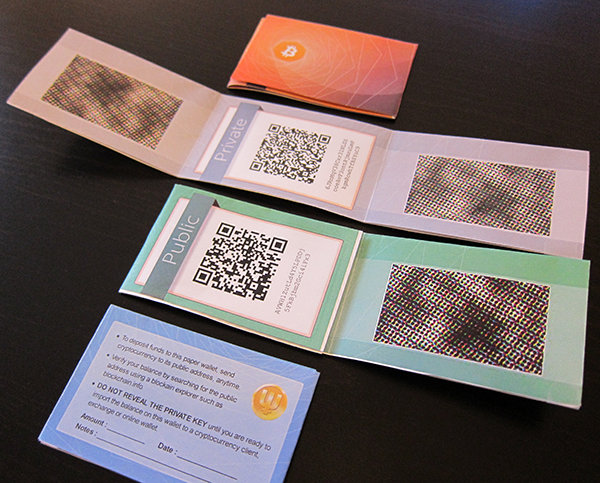 Private
Public
• To deposit funds to this paper wallet, send
cryptocurrency to its public address, anytime.
• Verify your balance by searching for the public
address using a blockain explorer such as
blockchain.info.
• DO NOT REVEAL THE PRIVATE KEY until you are ready to
import the balance on this wallet to a cryptocurrency client,
exchange or online wallet.
Amount :
Notes :
Date :